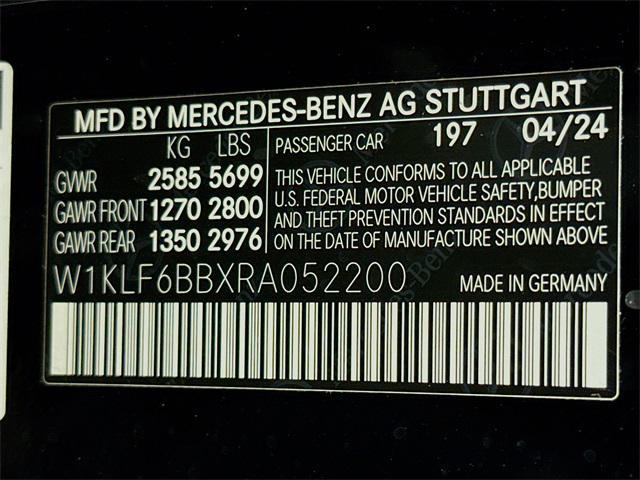 MFD BY MERCEDES-BENZ AG STUTTGART
KG LBS
GVWR 2585 5699
GAWR FRONT 1270 2800
GAWR REAR 1350 2976
PASSENGER CAR 197 04/24
THIS VEHICLE CONFORMS TO ALL APPLICABLE
U.S. FEDERAL MOTOR VEHICLE SAFETY,BUMPER
AND THEFT PREVENTION STANDARDS IN EFFECT
ON THE DATE OF MANUFACTURE SHOWN ABOVE
W1KLF6BBXRA052200 MADE IN GERMANY